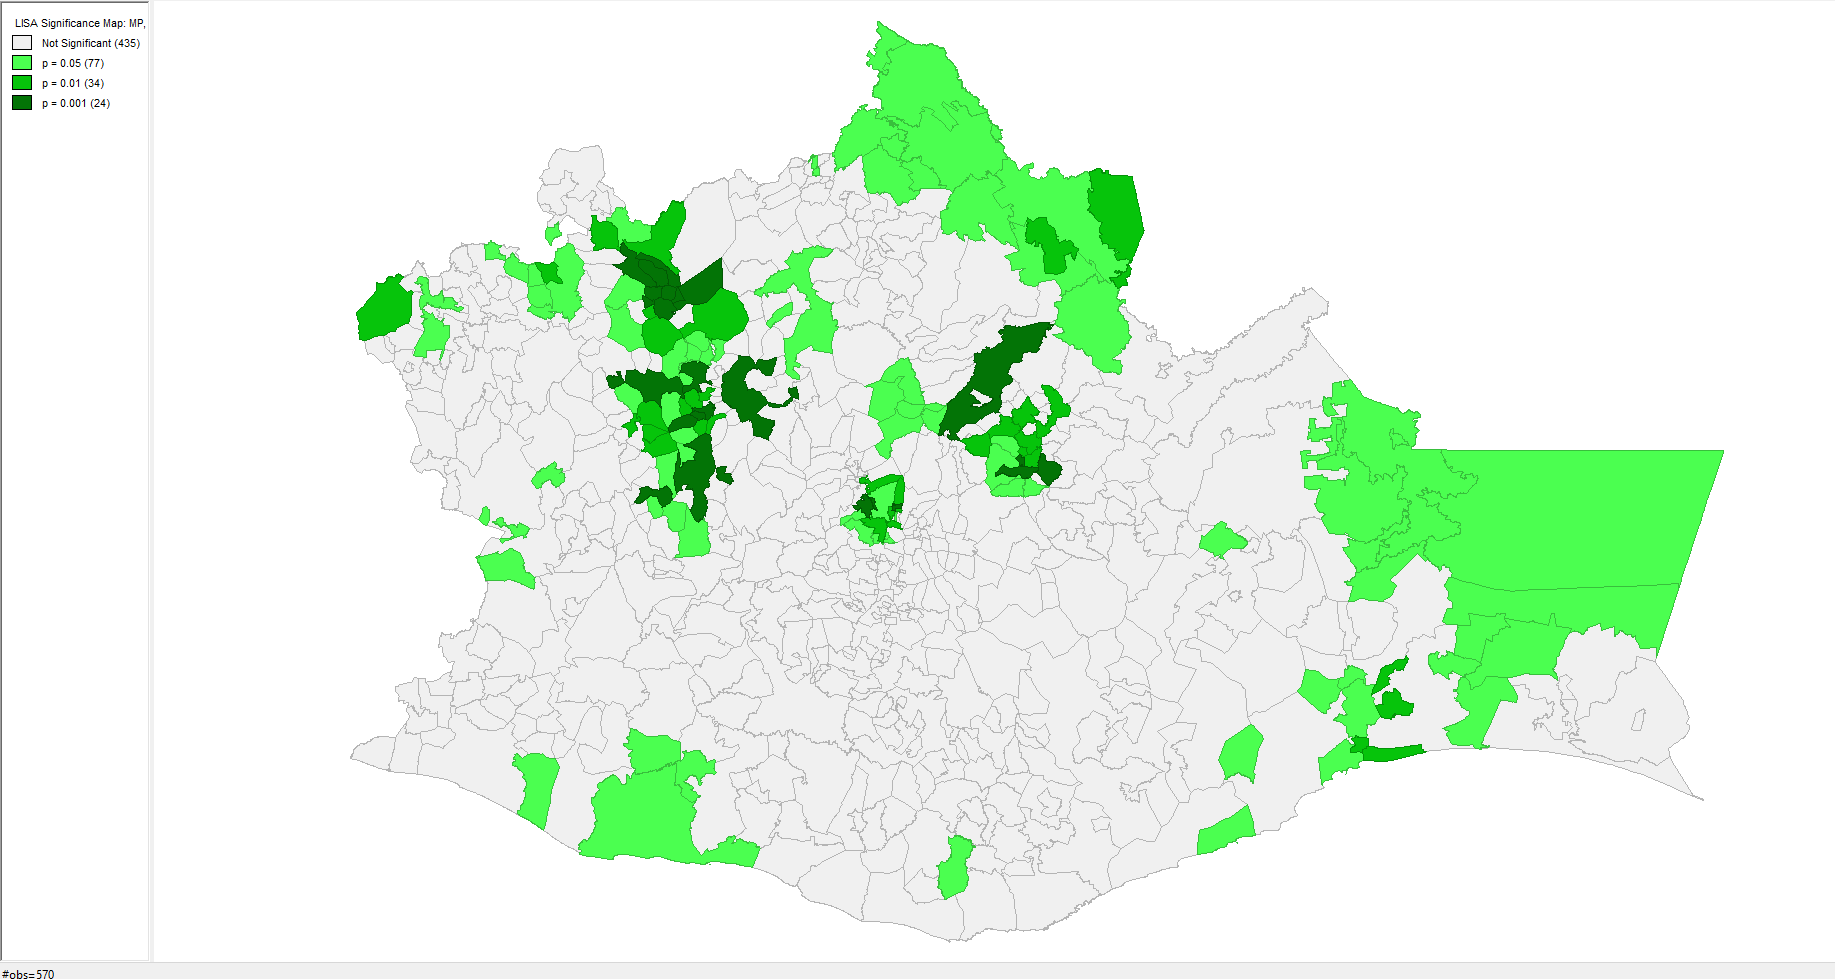 LISA Significance Map: MP,
Not Significant (435)
p = 0.05 (77)
p = 0.01 (34)
p = 0.001 (24)
#obs=570